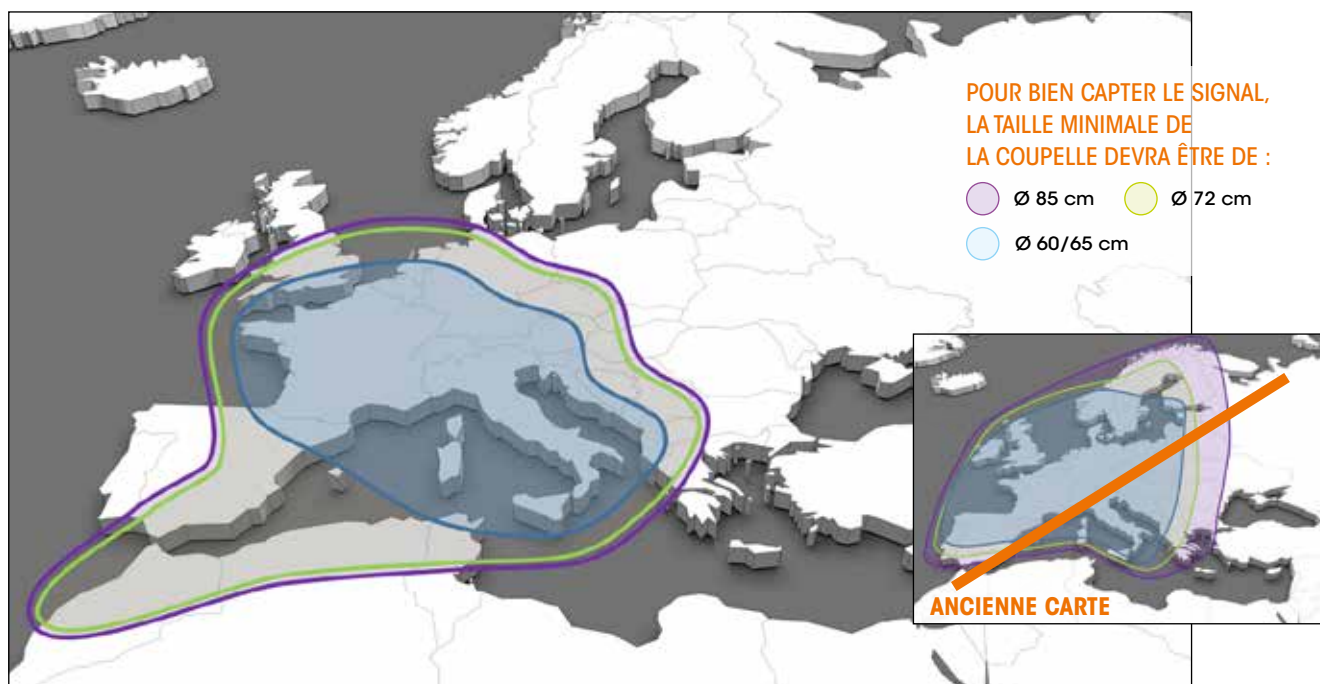 POUR BIEN CAPTER LE SIGNAL,
LA TAILLE MINIMALE DE
LA COUPELLE DEVRA ÊTRE DE :
Ø 85 cm
Ø 72 cm
Ø 60/65 cm
ANCIENNE CARTE